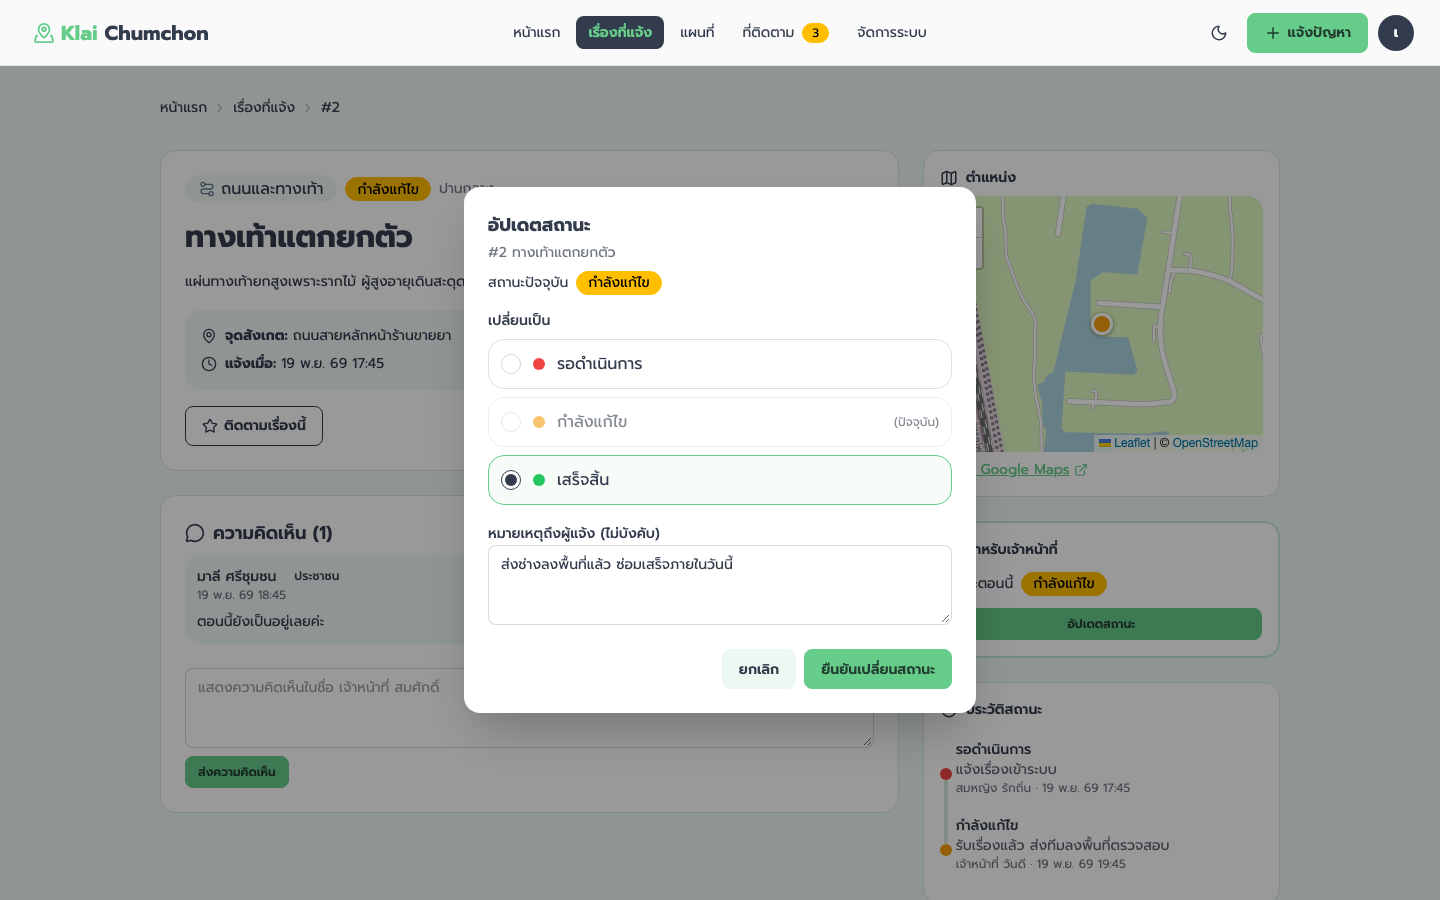 Klai Chumchon
หน้าแรก เรื่องที่แจ้ง แผนที่ ที่ติดตาม 3 จัดการระบบ
แจ้งปัญหา
เ
หน้าแรก > เรื่องที่แจ้ง > #2
ถนนและทางเท้า กำลังแก้ไข ปานกลาง
ทางเท้าแตกยกตัว
แผ่นทางเท้ายกสูงเพราะรากไม้ ผู้สูงอายุเดินสะดุด
จุดสังเกต: ถนนสายหลักหน้าร้านขายยา
แจ้งเมื่อ: 19 พ.ย. 69 17:45
ติดตามเรื่องนี้
ความคิดเห็น (1)
มาลี ศรีชุมชน ประชาชน
19 พ.ย. 69 18:45
ตอนนี้ยังเป็นอยู่เลยค่ะ
แสดงความคิดเห็นในชื่อ เจ้าหน้าที่ สมศักดิ์
ส่งความคิดเห็น
อัปเดตสถานะ
#2 ทางเท้าแตกยกตัว
สถานะปัจจุบัน กำลังแก้ไข
เปลี่ยนเป็น
รอดำเนินการ
กำลังแก้ไข (ปัจจุบัน)
เสร็จสิ้น
หมายเหตุถึงผู้แจ้ง (ไม่บังคับ)
ส่งช่างลงพื้นที่แล้ว ซ่อมเสร็จภายในวันนี้
ยกเลิก ยืนยันเปลี่ยนสถานะ
ตำแหน่ง
Leaflet | © OpenStreetMap
Google Maps
กำลังแก้ไข
อัปเดตสถานะ
ประวัติสถานะ
รอดำเนินการ
แจ้งเรื่องเข้าระบบ
สมหญิง รักถิ่น · 19 พ.ย. 69 17:45
กำลังแก้ไข
รับเรื่องแล้ว ส่งทีมลงพื้นที่ตรวจสอบ
เจ้าหน้าที่ วันดี · 19 พ.ย. 69 19:45